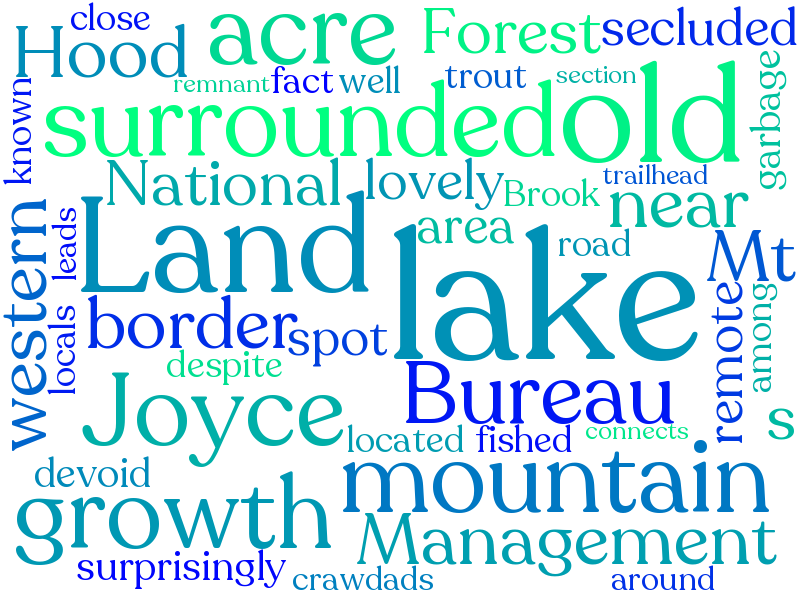 close
Hood
acre
Forest
secluded
remnant
fact
well
trout
section
known
surrounded
old
garbage
National
lovely
Brook
trailhead
near
western
leads
Land
area
road
Mt
lake
border
spot
locals
remote
among
despite
Joyce
Bureau
s
located
fished
connects
devoid
growth
mountain
Management
surprisingly
crawdads
around